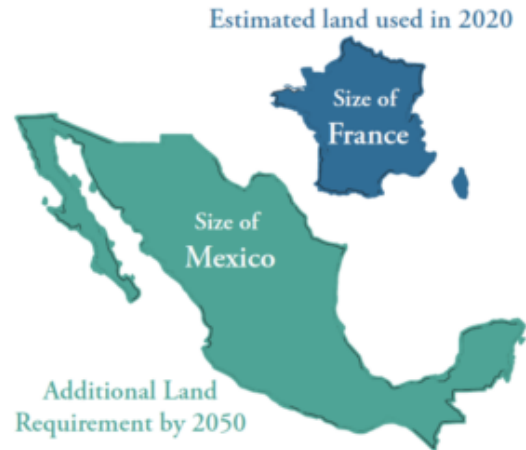 Estimated land used in 2020
Size of
France
Size of
Mexico
Additional Land
Requirement by 2050